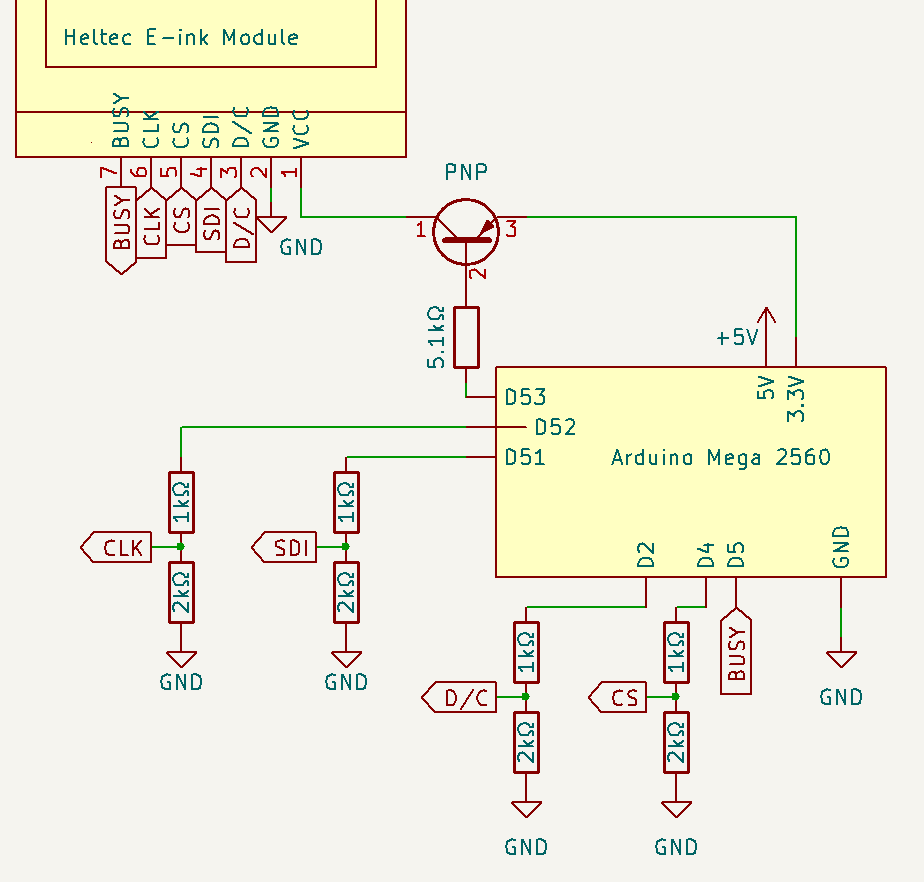 Heltec E-ink Module
BUSY
CLK
CS
SDI
D/C
GND
VCC
7
6
5
4
3
2
1
BUSY
CLK
CS
SDI
D/C
GND
PNP
1
3
2
5.1kΩ
+5V
5V
3.3V
D53
D52
D51
Arduino Mega 2560
1kΩ
1kΩ
CLK
SDI
2kΩ
2kΩ
GND
GND
D2
D4
D5
GND
1kΩ
1kΩ
BUSY
D/C
CS
GND
2kΩ
2kΩ
GND
GND